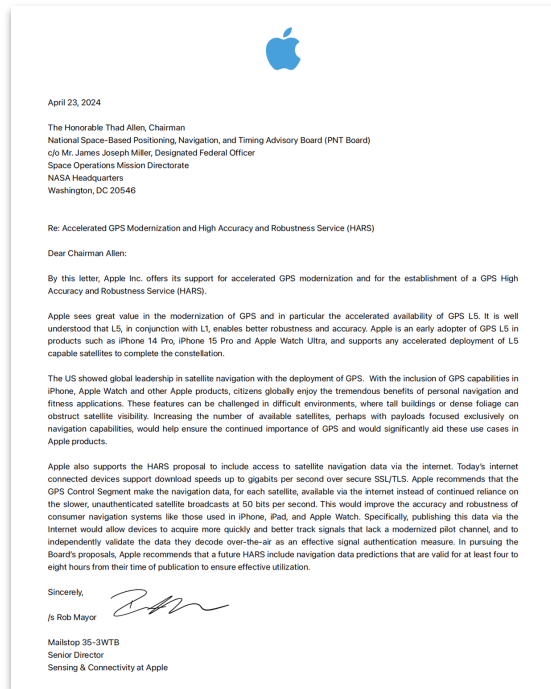 April 23, 2024
The Honorable Thad Allen, Chairman
National Space-Based Positioning, Navigation, and Timing Advisory Board (PNT Board)
c/o Mr. James Joseph Miller, Designated Federal Officer
Space Operations Mission Directorate
NASA Headquarters
Washington, DC 20546
Re: Accelerated GPS Modernization and High Accuracy and Robustness Service (HARS)
Dear Chairman Allen:
By this letter, Apple Inc. offers its support for accelerated GPS modernization and for the establishment of a GPS High
Accuracy and Robustness Service (HARS).
Apple sees great value in the modernization of GPS and in particular the accelerated availability of GPS L5. It is well
understood that L5, in conjunction with L1, enables better robustness and accuracy. Apple is an early adopter of GPS L5 in
products such as iPhone 14 Pro, iPhone 15 Pro and Apple Watch Ultra, and supports any accelerated deployment of L5
capable satellites to complete the constellation.
The US showed global leadership in satellite navigation with the deployment of GPS. With the inclusion of GPS capabilities in
iPhone, Apple Watch and other Apple products, citizens globally enjoy the tremendous benefits of personal navigation and
fitness applications. These features can be challenged in difficult environments, where tall buildings or dense foliage can
obstruct satellite visibility. Increasing the number of available satellites, perhaps with payloads focused exclusively on
navigation capabilities, would help ensure the continued importance of GPS and would significantly aid these use cases in
Apple products.
Apple also supports the HARS proposal to include access to satellite navigation data via the internet. Today's internet
connected devices support download speeds up to gigabits per second over secure SSL/TLS. Apple recommends that the
GPS Control Segment make the navigation data, for each satellite, available via the internet instead of continued reliance on
the slower, unauthenticated satellite broadcasts at 50 bits per second. This would improve the accuracy and robustness of
consumer navigation systems like those used in iPhone, iPad, and Apple Watch. Specifically, publishing this data via the
Internet would allow devices to acquire more quickly and better track signals that lack a modernized pilot channel, and to
independently validate the data they decode over-the-air as an effective signal authentication measure. In pursuing the
Board's proposals, Apple recommends that a future HARS include navigation data predictions that are valid for at least four to
eight hours from their time of publication to ensure effective utilization.
Sincerely,
/s Rob Mayor
Mailstop 35-3WTB
Senior Director
Sensing & Connectivity at Apple